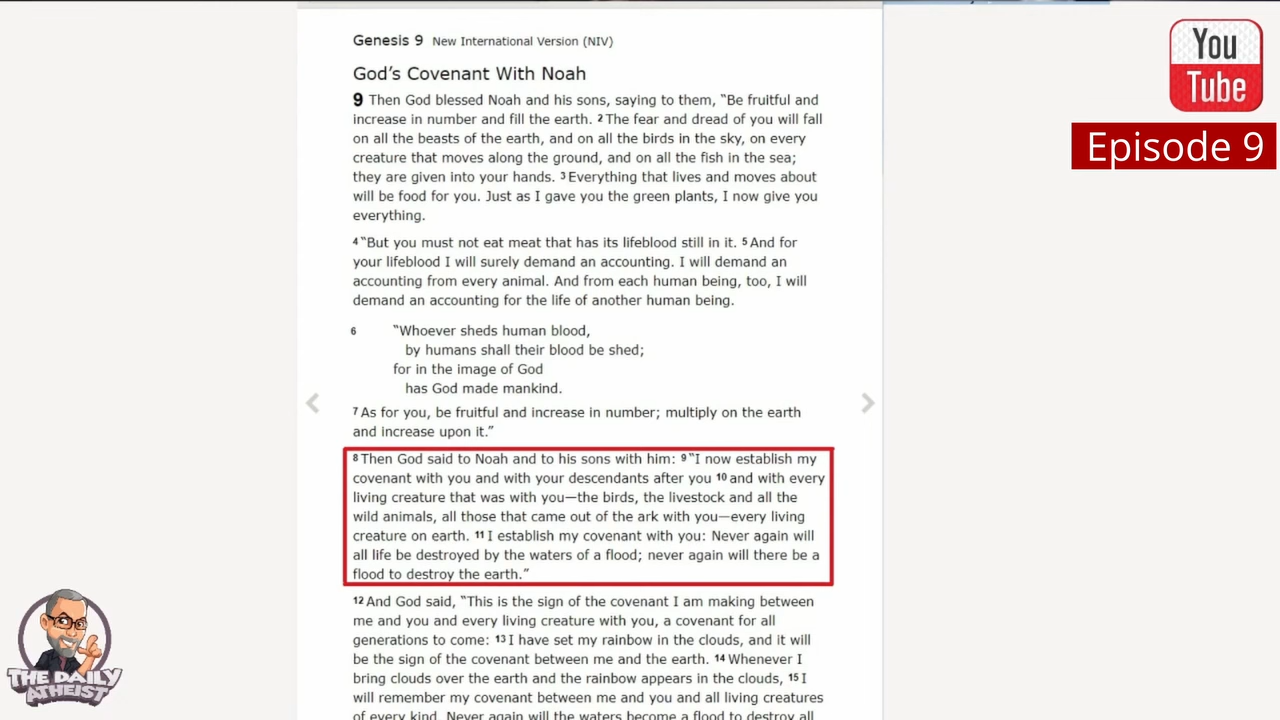 Genesis 9 New International Version (NIV)
God's Covenant With Noah
9 Then God blessed Noah and his sons, saying to them, "Be fruitful and
increase in number and fill the earth. 2 The fear and dread of you will fall
on all the beasts of the earth, and on all the birds in the sky, on every
creature that moves along the ground, and on all the fish in the sea;
they are given into your hands. 3 Everything that lives and moves about
will be food for you. Just as I gave you the green plants, I now give you
everything.
4 "But you must not eat meat that has its lifeblood still in it. 5 And for
your lifeblood I will surely demand an accounting. I will demand an
accounting from every animal. And from each human being, too, I will
demand an accounting for the life of another human being.
6 "Whoever sheds human blood,
by humans shall their blood be shed;
for in the image of God
has God made mankind.
7 As for you, be fruitful and increase in number; multiply on the earth
and increase upon it."
8 Then God said to Noah and to his sons with him: 9 "I now establish my
covenant with you and with your descendants after you 10 and with every
living creature that was with you—the birds, the livestock and all the
wild animals, all those that came out of the ark with you—every living
creature on earth. 11 I establish my covenant with you: Never again will
all life be destroyed by the waters of a flood; never again will there be a
flood to destroy the earth."
12 And God said, "This is the sign of the covenant I am making between
me and you and every living creature with you, a covenant for all
generations to come: 13 I have set my rainbow in the clouds, and it will
be the sign of the covenant between me and the earth. 14 Whenever I
bring clouds over the earth and the rainbow appears in the clouds, 15 I
will remember my covenant between me and you and all living creatures
of every kind. Never again will the waters become a flood to destroy all
You
Tube
Episode 9
THE DAILY
ATHEIST